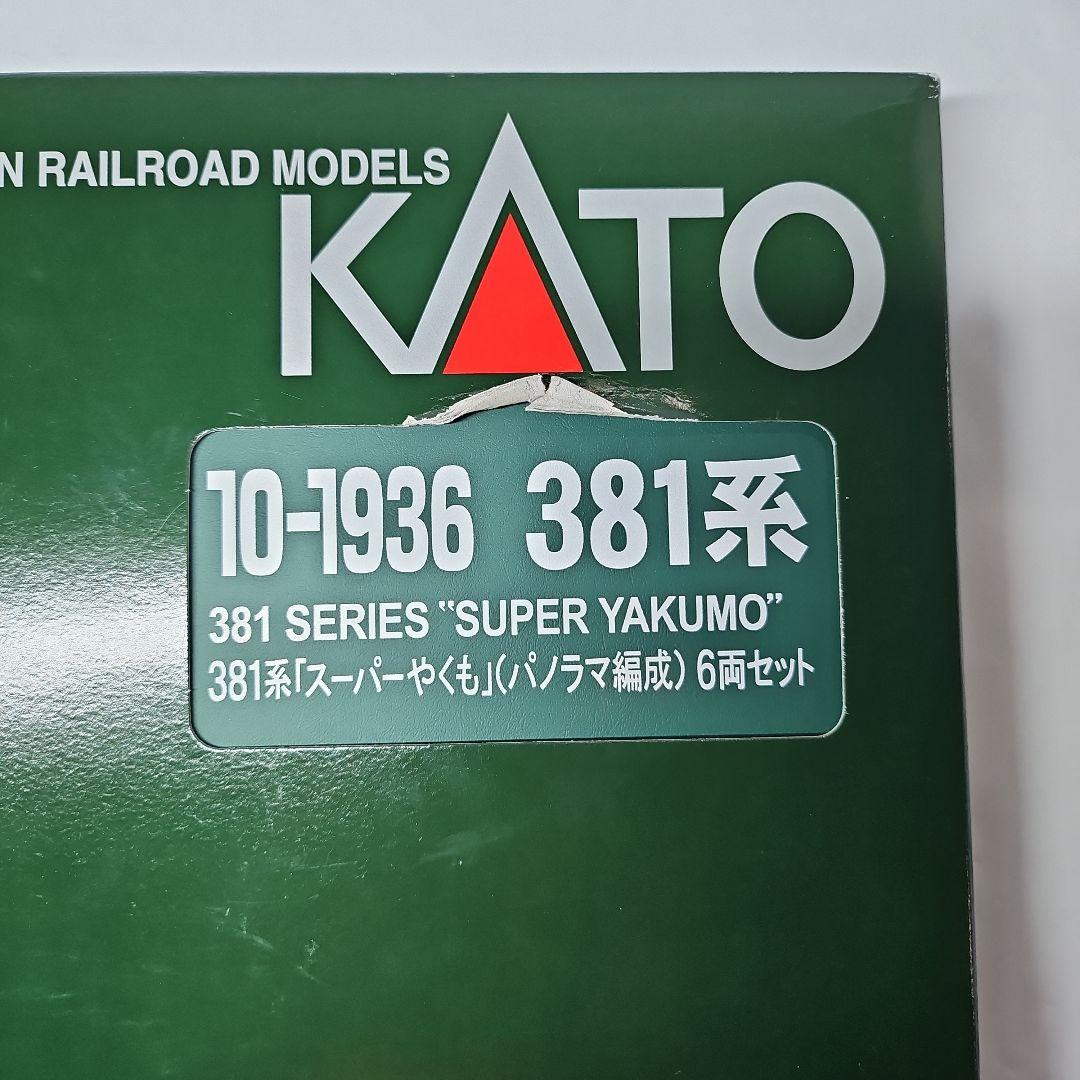 N RAILROAD MODELS
KATO
10-1936 381系
381 SERIES "SUPER YAKUMO"
381系｢スーパーやくも｣(パノラマ編成) 6両セット